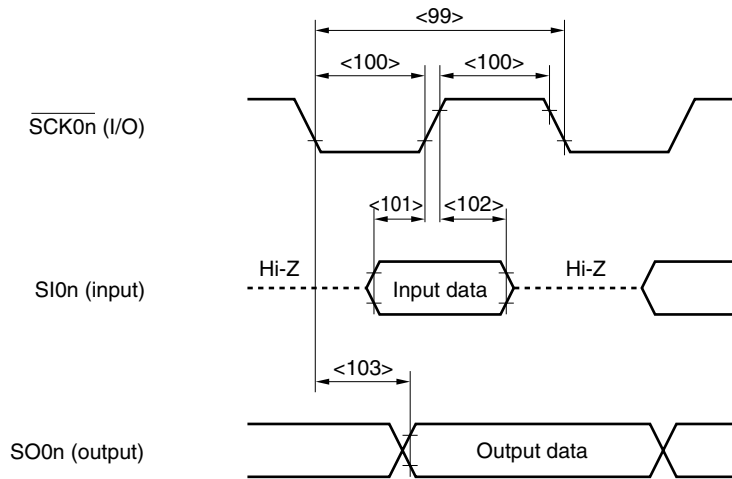 <99>
<100> <100>
SCK0n (I/O)
<101> <102>
Hi-Z Hi-Z
SI0n (input) Input data
<103>
SO0n (output) Output data